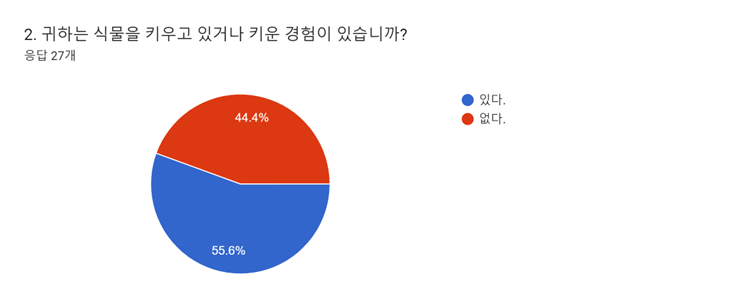 2. 귀하는 식물을 키우고 있거나 키운 경험이 있습니까?
응답 27개
있다.
없다.
44.4%
55.6%